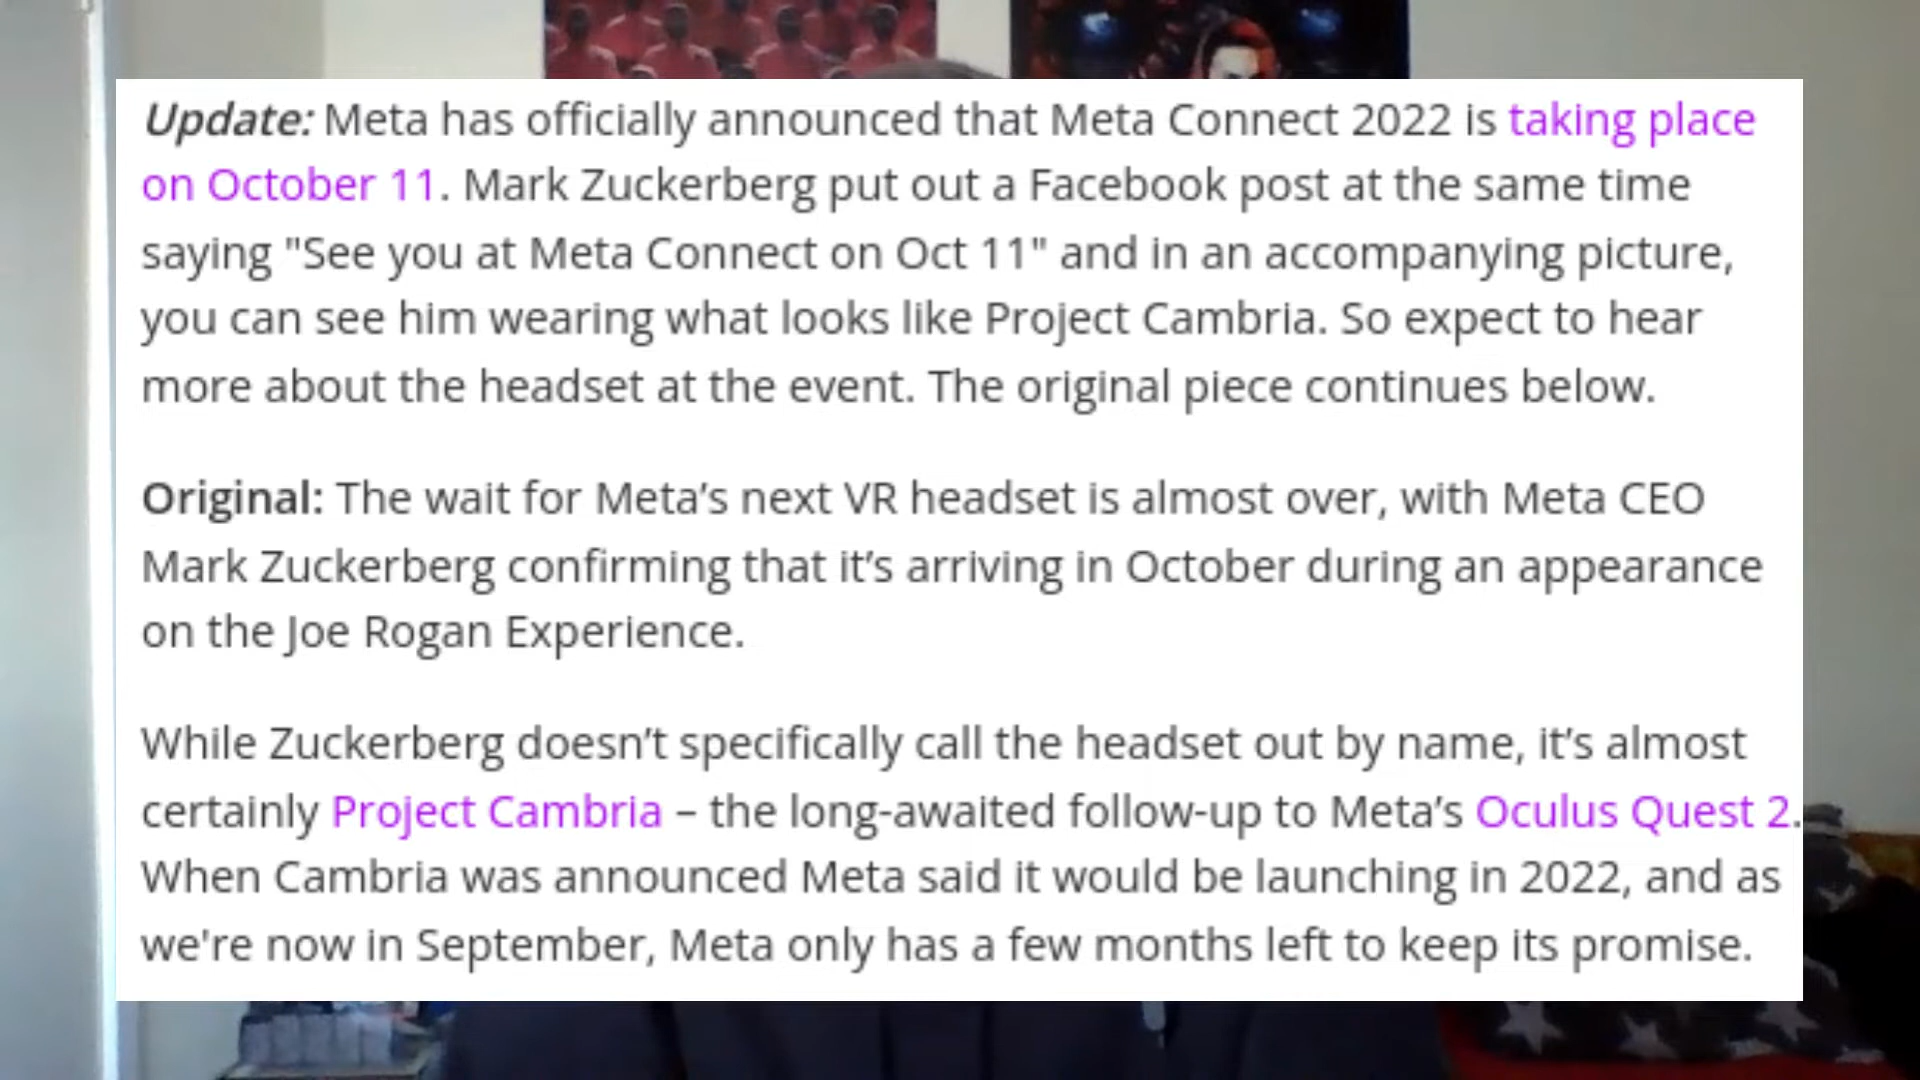 Update: Meta has officially announced that Meta Connect 2022 is taking place
on October 11. Mark Zuckerberg put out a Facebook post at the same time
saying "See you at Meta Connect on Oct 11" and in an accompanying picture,
you can see him wearing what looks like Project Cambria. So expect to hear
more about the headset at the event. The original piece continues below.
Original: The wait for Meta’s next VR headset is almost over, with Meta CEO
Mark Zuckerberg confirming that it’s arriving in October during an appearance
on the Joe Rogan Experience.
While Zuckerberg doesn’t specifically call the headset out by name, it’s almost
certainly Project Cambria – the long-awaited follow-up to Meta’s Oculus Quest 2.
When Cambria was announced Meta said it would be launching in 2022, and as
we're now in September, Meta only has a few months left to keep its promise.